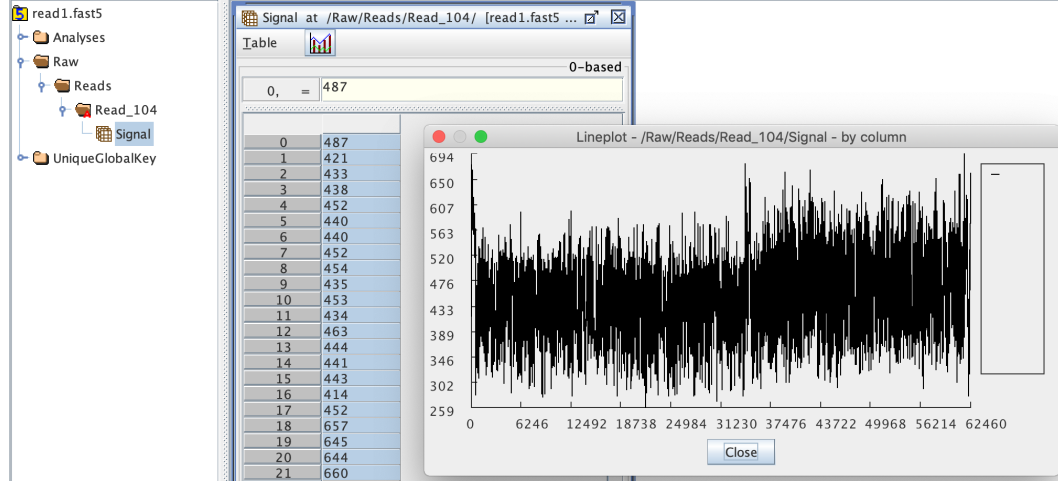 5 read1.fast5
Analyses
Raw
Reads
Read_104
Signal
UniqueGlobalKey
Signal at /Raw/Reads/Read_104/ [read1.fast5 ...
Table
0-based
0, = 487
0 487
1 421
2 433
3 438
4 452
5 440
6 440
7 452
8 454
9 435
10 453
11 434
12 463
13 444
14 441
15 443
16 414
17 452
18 657
19 645
20 644
21 660
Lineplot - /Raw/Reads/Read_104/Signal - by column
694
650
607
563
520
476
433
389
346
302
259
0 6246 12492 18738 24984 31230 37476 43722 49968 56214 62460
Close